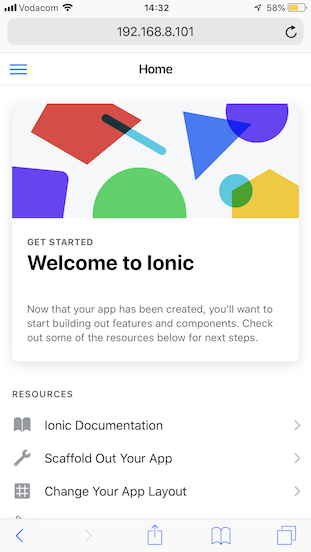 Vodacom 14:32 58%
192.168.8.101
Home
GET STARTED
Welcome to Ionic
Now that your app has been created, you'll want to
start building out features and components. Check
out some of the resources below for next steps.
RESOURCES
Ionic Documentation
Scaffold Out Your App
Change Your App Layout